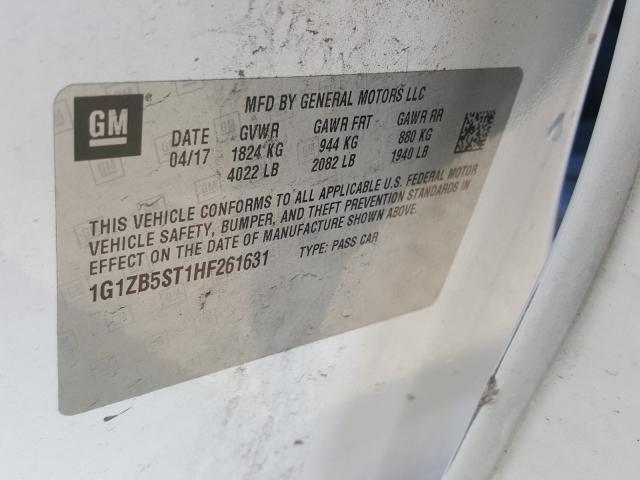 GM
MFD BY GENERAL MOTORS LLC
DATE GVWR GAWR FRT GAWR RR
04/17 1824 KG 944 KG 880 KG
4022 LB 2082 LB 1940 LB
THIS VEHICLE CONFORMS TO ALL APPLICABLE U.S. FEDERAL MOTOR
VEHICLE SAFETY, BUMPER, AND THEFT PREVENTION STANDARDS IN
EFFECT ON THE DATE OF MANUFACTURE SHOWN ABOVE.
1G1ZB5ST1HF261631 TYPE: PASS CAR